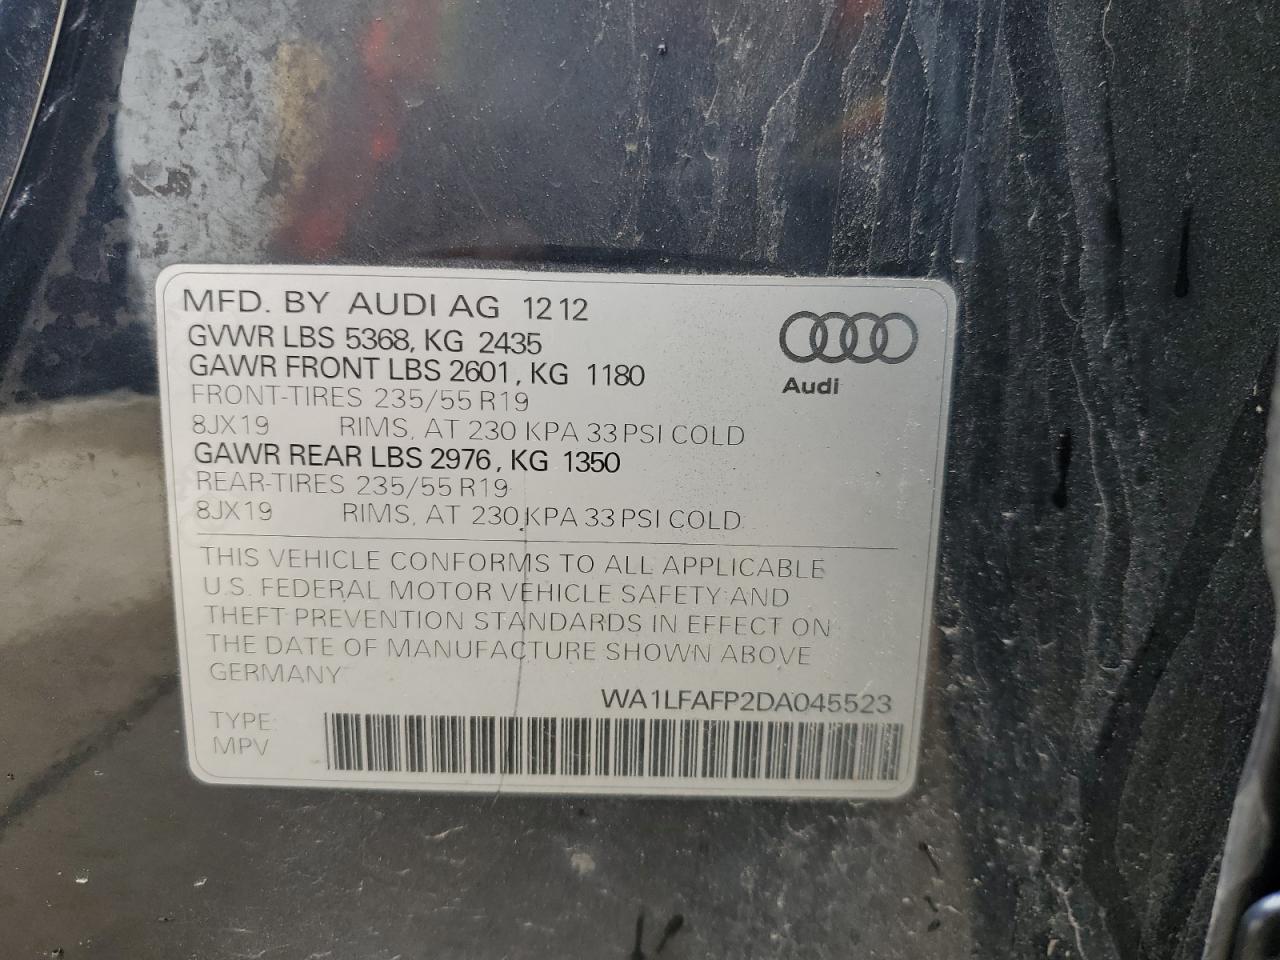 MFD. BY AUDI AG 12 12
GVWR LBS 5368, KG 2435
GAWR FRONT LBS 2601, KG 1180
FRONT-TIRES 235/55 R19
8JX19 RIMS, AT 230 KPA 33 PSI COLD
GAWR REAR LBS 2976, KG 1350
REAR-TIRES 235/55 R19
8JX19 RIMS, AT 230 KPA 33 PSI COLD
Audi
THIS VEHICLE CONFORMS TO ALL APPLICABLE
U.S. FEDERAL MOTOR VEHICLE SAFETY AND
THEFT PREVENTION STANDARDS IN EFFECT ON
THE DATE OF MANUFACTURE SHOWN ABOVE
GERMANY
WA1LFAFP2DA045523
TYPE:
MPV